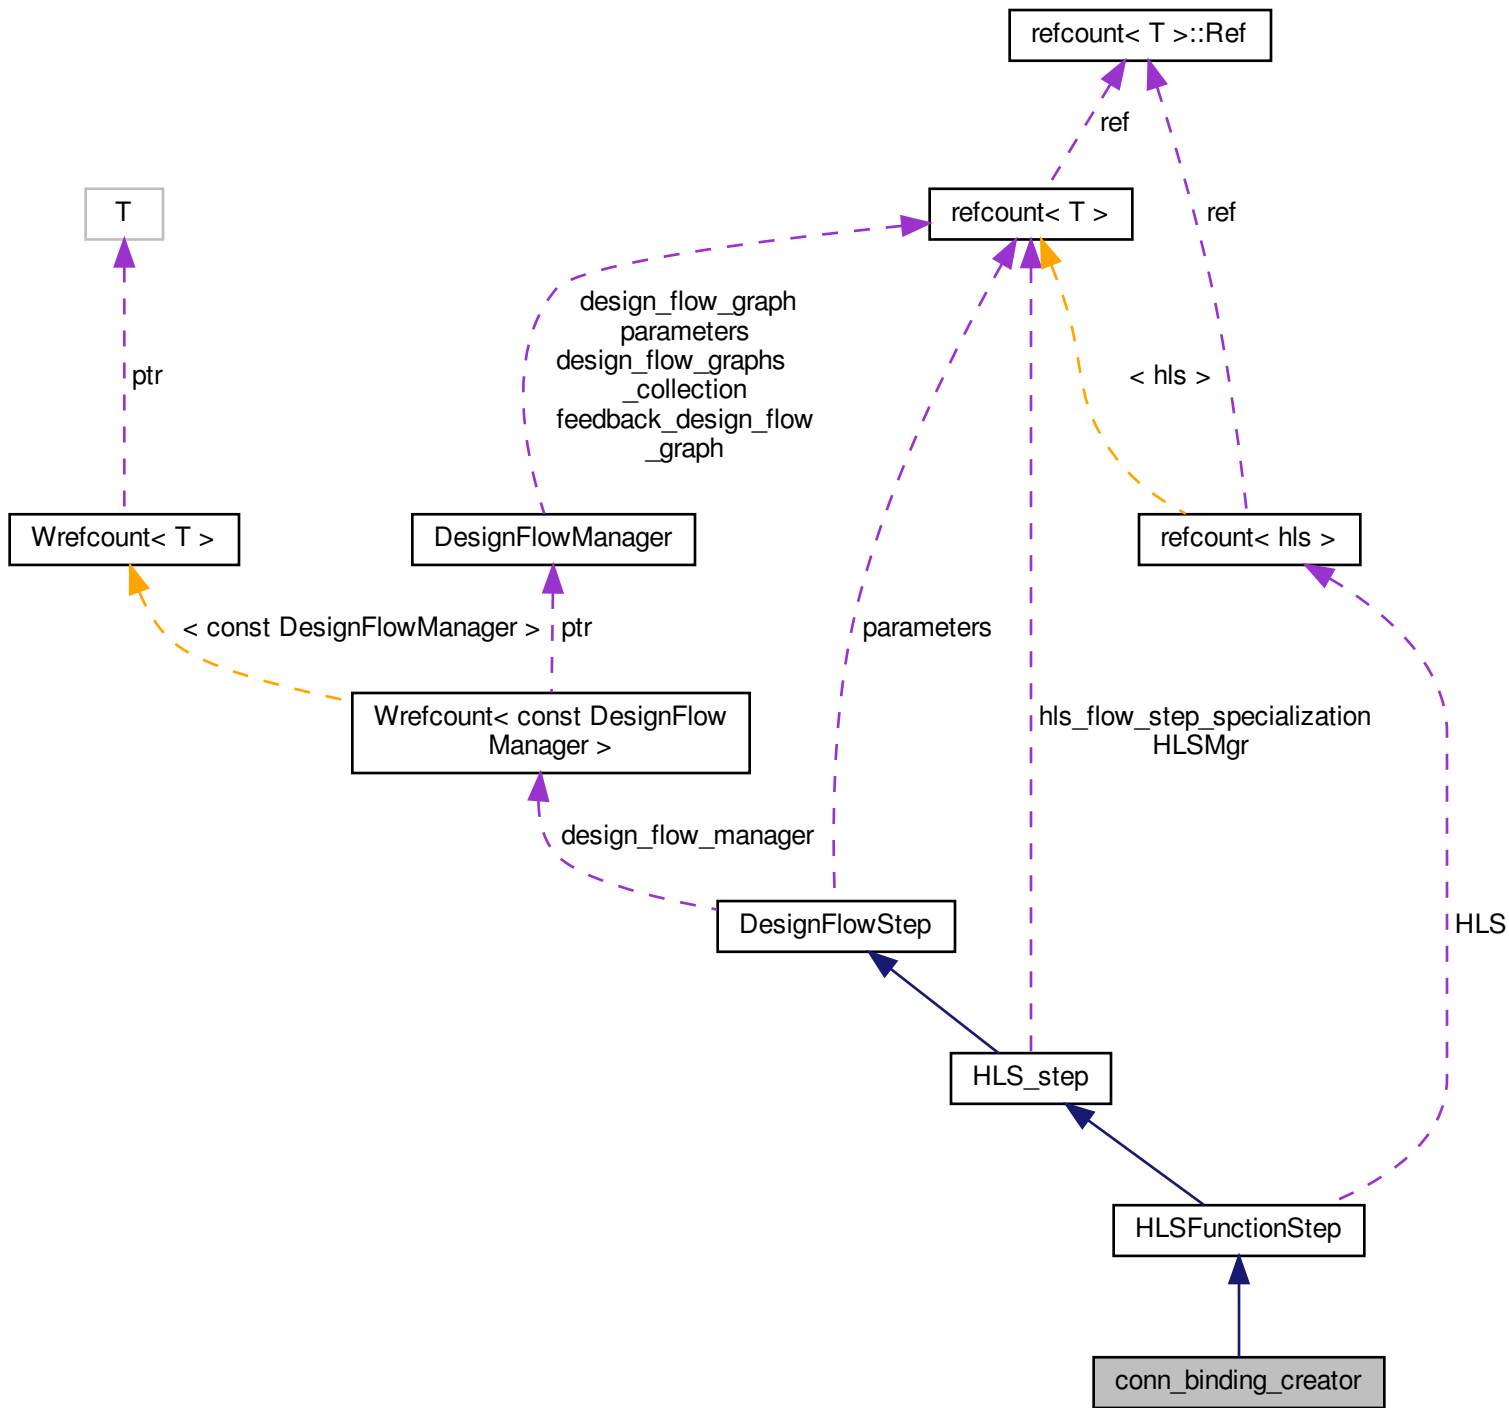 refcount< T >::Ref
ref
T
refcount< T >
ref
design_flow_graph
parameters
design_flow_graphs
_collection
feedback_design_flow
_graph
ptr
< hls >
Wrefcount< T >
DesignFlowManager
refcount< hls >
< const DesignFlowManager >
ptr
parameters
Wrefcount< const DesignFlow
Manager >
hls_flow_step_specialization
HLSMgr
design_flow_manager
DesignFlowStep
HLS
HLS_step
HLSFunctionStep
conn_binding_creator